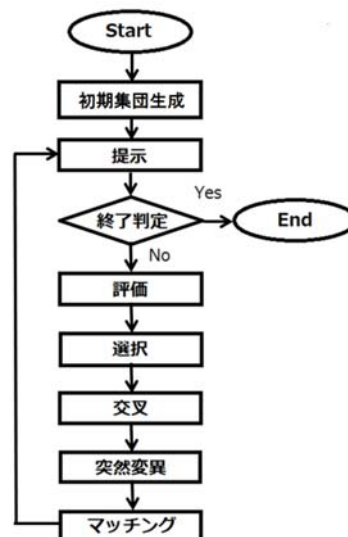 Start
初期集団生成
提示
終了判定
Yes
End
No
評価
選択
交叉
突然変異
マッチング